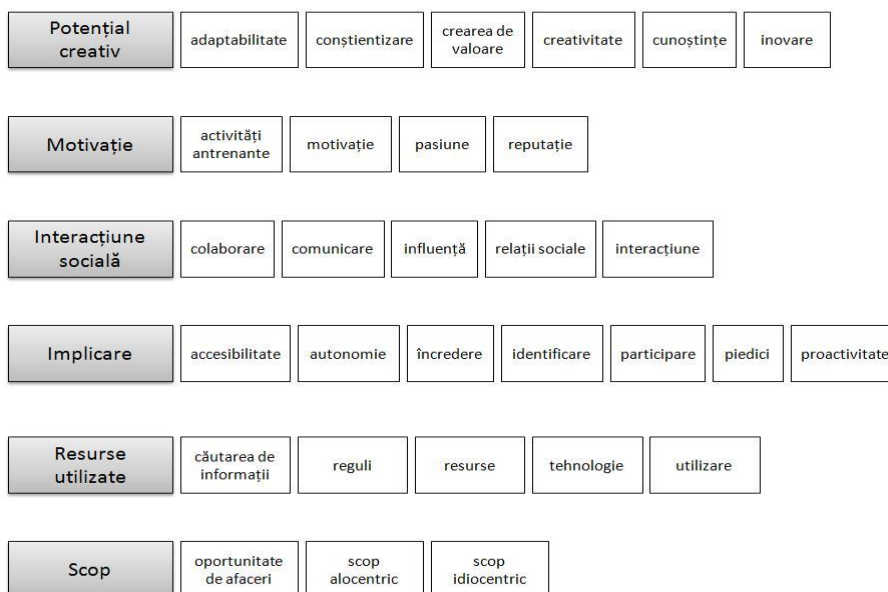 Potențial
creativ
adaptabilitate
conștientizare
crearea de
valoare
creativitate
cunoștințe
inovare
Motivație
activități
antrenante
motivație
pasiune
reputație
Interacțiune
socială
colaborare
comunicare
influență
relații sociale
interacțiune
Implicare
accesibilitate
autonomie
încredere
identificare
participare
piedici
proactivitate
Resurse
utilizate
căutarea de
informații
reguli
resurse
tehnologie
utilizare
Scop
oportunitate
de afaceri
scop
alocentric
scop
idiocentric